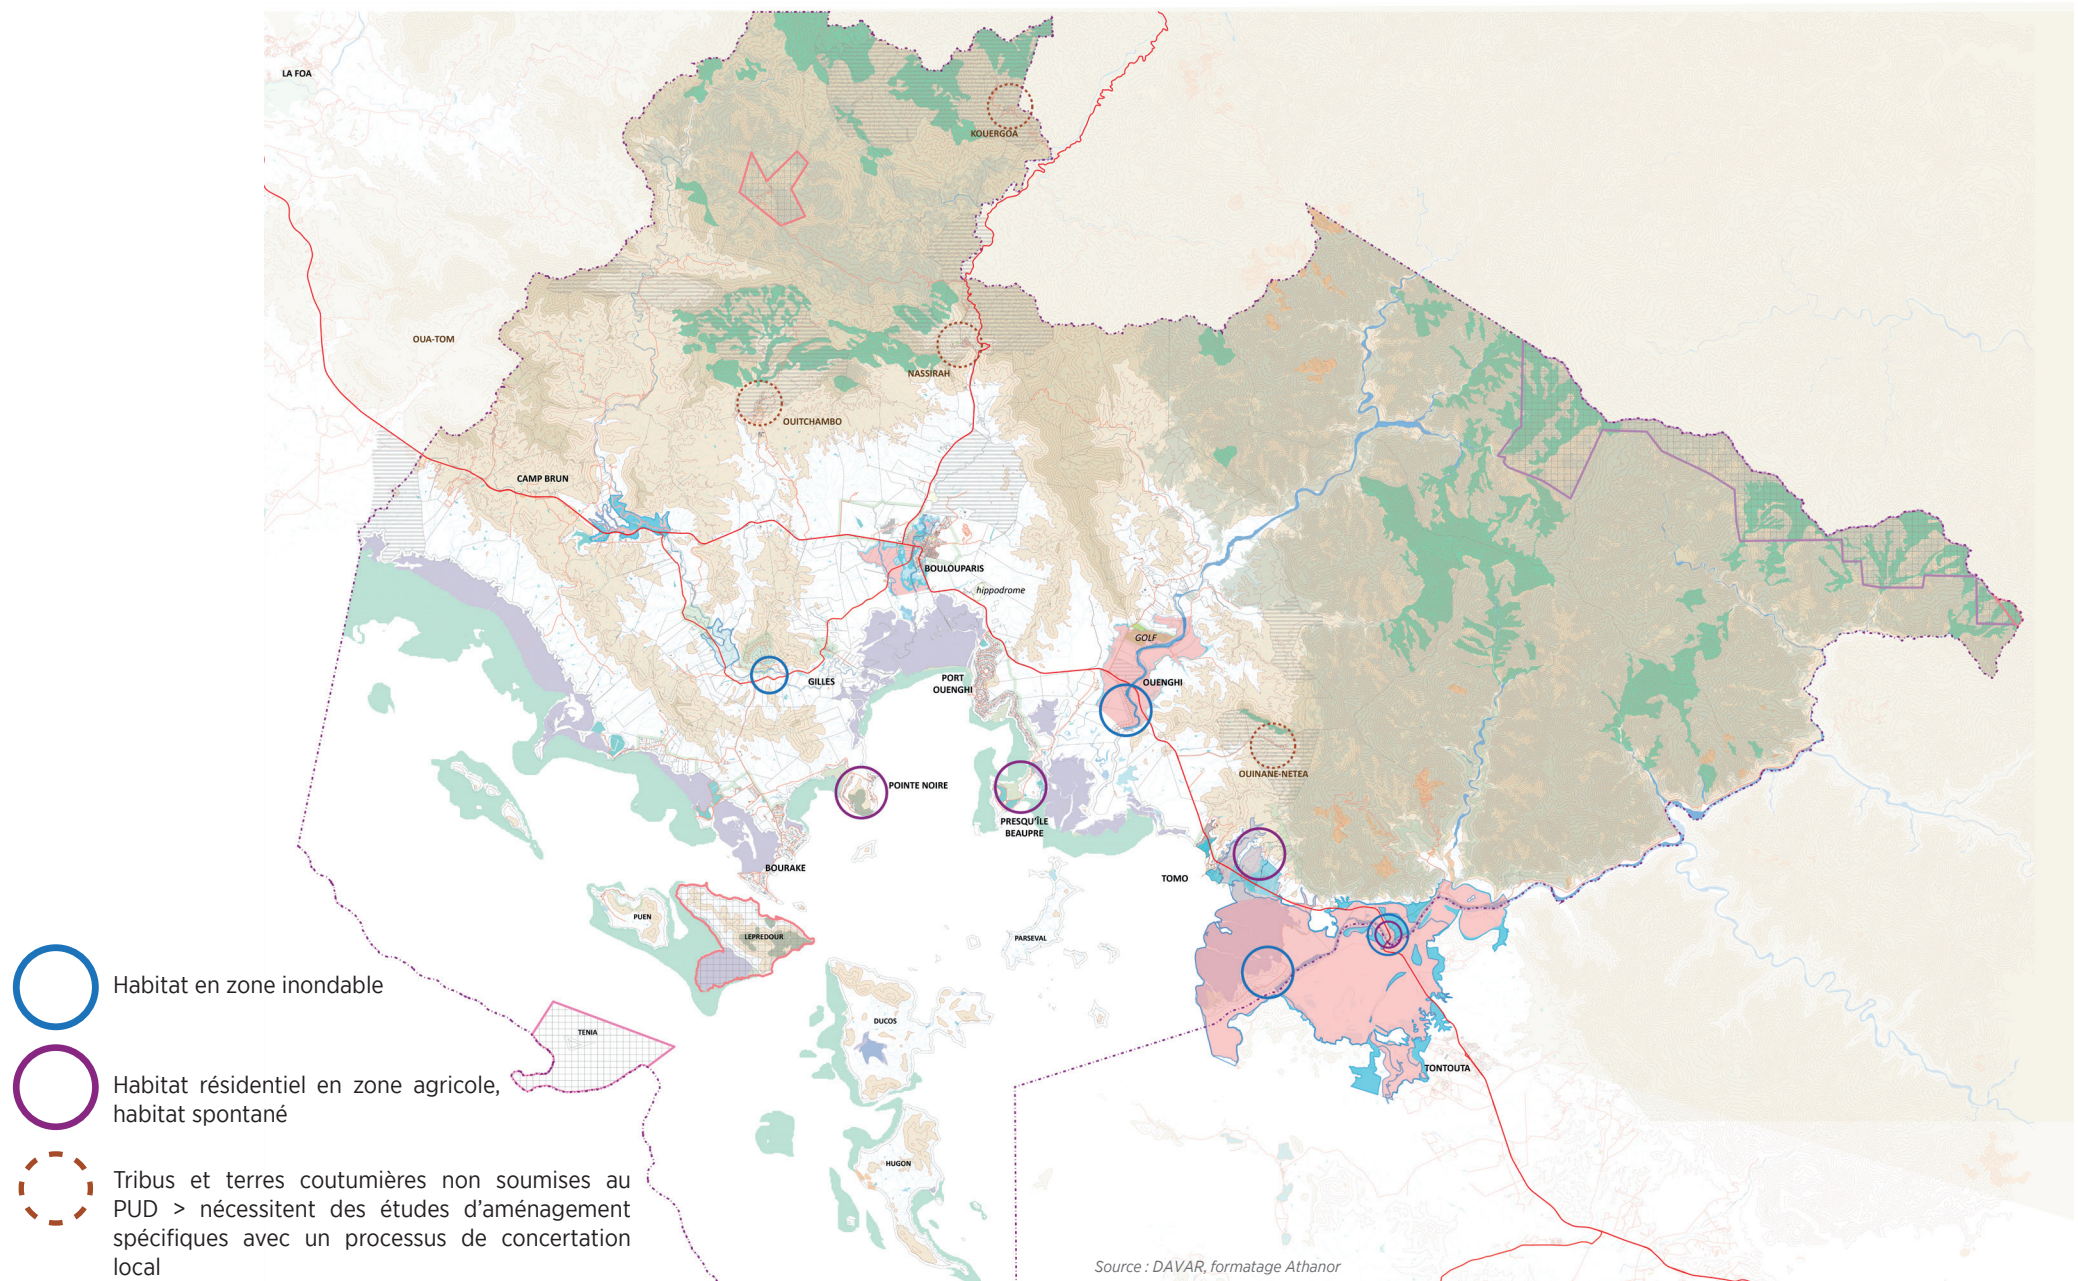 LA FOA
KOUERGOA
OUA-TOM
NASSIRAH
OUITCHAMBO
CAMP BRUN
BOULOUPARIS
hippodrome
GOLF
GILLES
PORT
OUENGHI
OUENGHI
OUINANE-NETEA
POINTE NOIRE
PRESQU'ÎLE
BEAUPRE
BOURAKE
TOMO
PUEN
LEPREDOUR
PARSEVAL
Habitat en zone inondable
DUCOS
TENIA
TONTOUTA
Habitat résidentiel en zone agricole,
habitat spontané
HUGON
Tribus et terres coutumières non soumises au
PUD > nécessitent des études d'aménagement
spécifiques avec un processus de concertation
local
Source : DAVAR, formatage Athanor